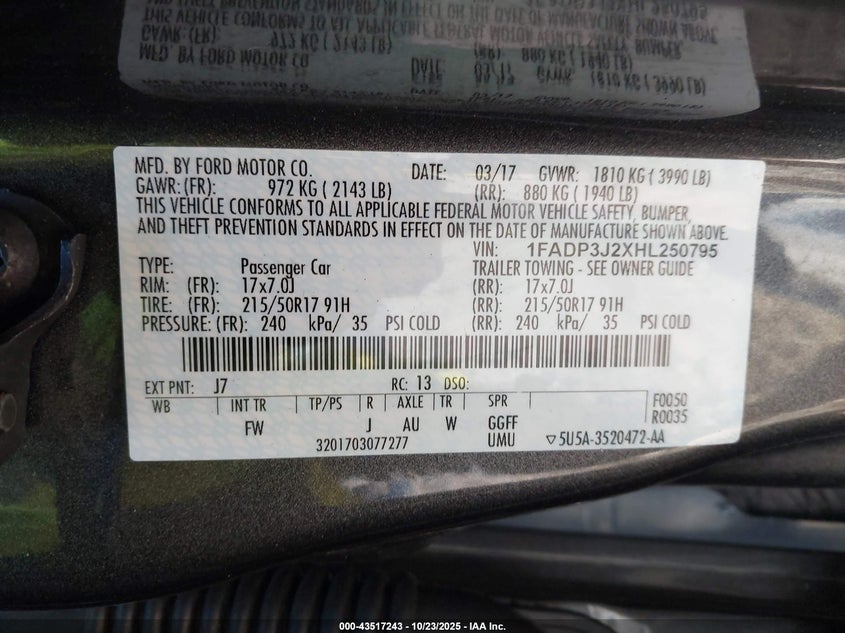 MFD. BY FORD MOTOR CO. DATE: 03/17 GVWR: 1810 KG ( 3990 LB)
GAWR: (FR): 972 KG ( 2143 LB) (RR): 880 KG ( 1940 LB)
THIS VEHICLE CONFORMS TO ALL APPLICABLE FEDERAL MOTOR VEHICLE SAFETY, BUMPER,
AND THEFT PREVENTION STANDARDS IN EFFECT ON THE DATE OF MANUFACTURE SHOWN ABOVE.
VIN: 1FADP3J2XHL250795
TYPE: Passenger Car TRAILER TOWING - SEE OWNER GUIDE
RIM: (FR): 17x7.0J (RR): 17x7.0J
TIRE: (FR): 215/50R17 91H (RR): 215/50R17 91H
PRESSURE: (FR): 240 kPa/ 35 PSI COLD (RR): 240 kPa/ 35 PSI COLD
EXT PNT: J7 RC: 13 DSO:
WB INT TR TP/PS R AXLE TR SPR F0050
R0035
FW J AU W GGFF
3201703077277 UMU ▽5U5A-3520472-AA
000-43517243 | 10/23/2025 - IAA Inc.